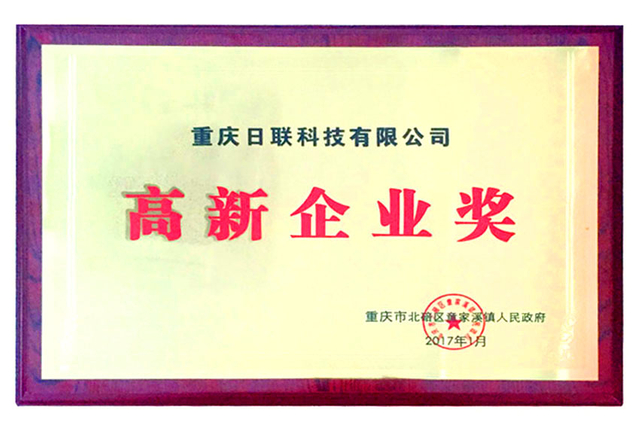 重庆日联科技有限公司
高新企业奖
重庆市北碚区童家溪镇人民政府
2017年1月